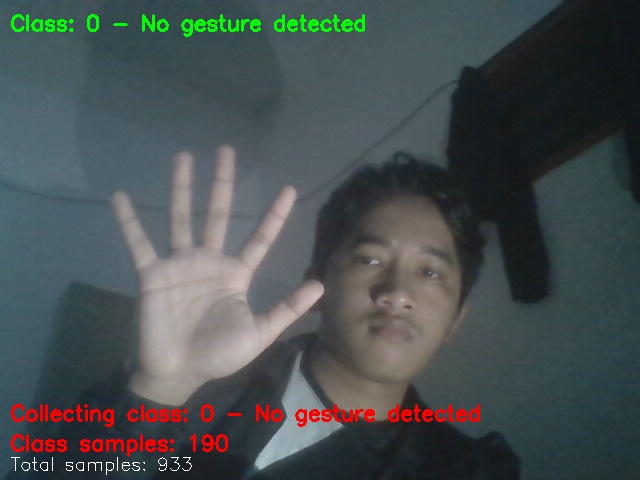 Class: 0 - No gesture detected
Collecting class: 0 - No gesture detected
Class samples: 190
Total samples: 933